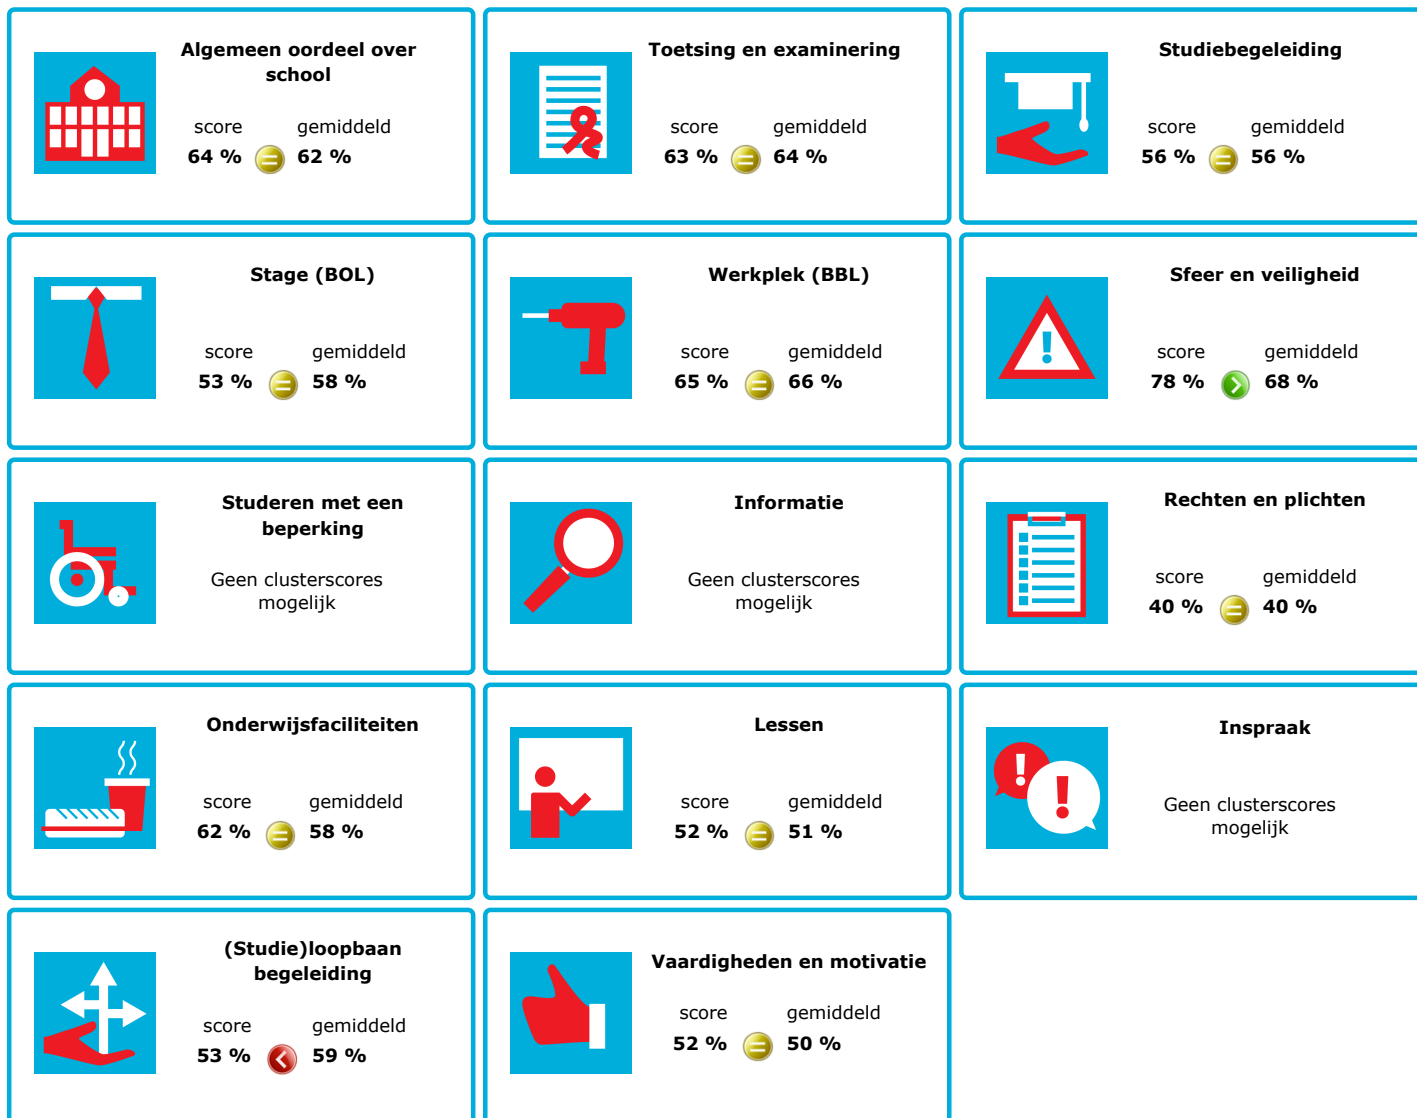 Algemeen oordeel over
school
score gemiddeld
64 % = 62 %
Toetsing en examinering
score gemiddeld
63 % = 64 %
Studiebegeleiding
score gemiddeld
56 % = 56 %
Stage (BOL)
score gemiddeld
53 % = 58 %
Werkplek (BBL)
score gemiddeld
65 % = 66 %
Sfeer en veiligheid
!
score gemiddeld
78 % > 68 %
Studeren met een
beperking
Geen clusterscores
mogelijk
Informatie
Geen clusterscores
mogelijk
Rechten en plichten
score gemiddeld
40 % = 40 %
Onderwijsfaciliteiten
score gemiddeld
62 % = 58 %
Lessen
score gemiddeld
52 % = 51 %
Inspraak
! !
Geen clusterscores
mogelijk
(Studie)loopbaan
begeleiding
score gemiddeld
53 % < 59 %
Vaardigheden en motivatie
score gemiddeld
52 % = 50 %